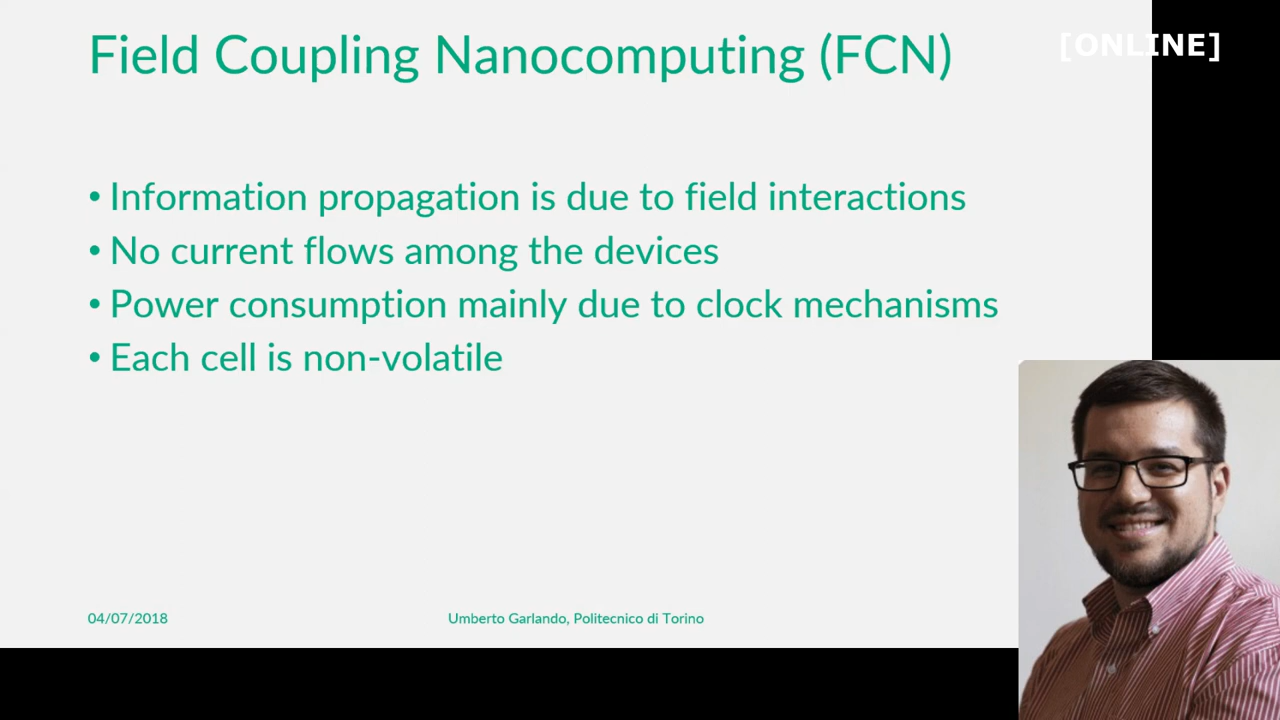 Field Coupling Nanocomputing (FCN)
[ONLINE]
• Information propagation is due to field interactions
• No current flows among the devices
• Power consumption mainly due to clock mechanisms
• Each cell is non-volatile
04/07/2018
Umberto Garlando, Politecnico di Torino